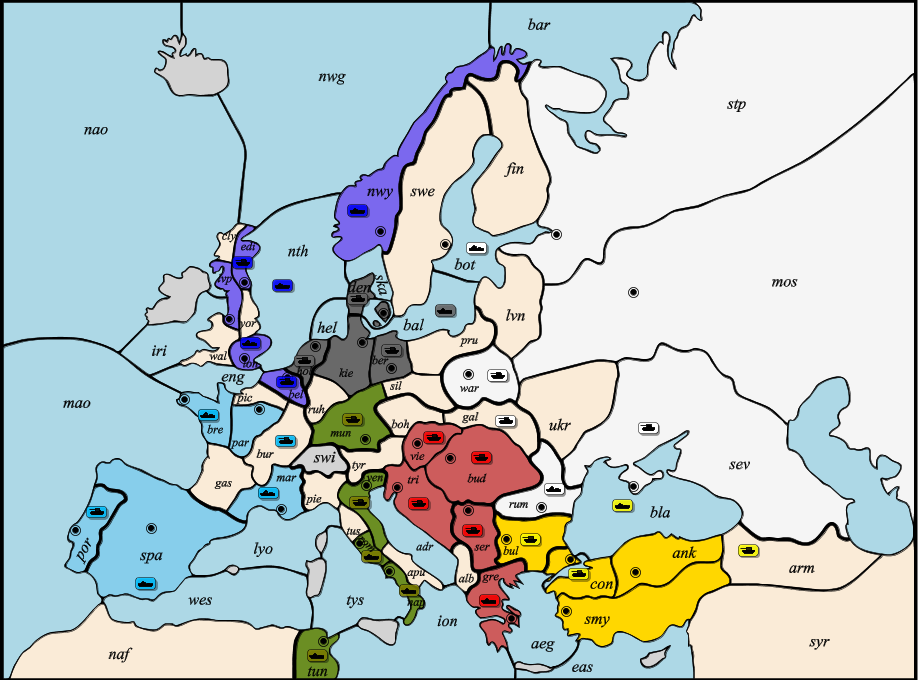 bar
nwg
stp
nao
fin
nwy
swe
cly
edi
nth
bot
lvp
den
ska
mos
yor
hel
bal
lvn
iri
wal
lon
pru
kie
ber
eng
hol
war
mao
bel
sil
pic
ruh
bre
par
mun
boh
gal
ukr
bur
swi
vie
tyr
sev
gas
mar
ven
tri
bud
pie
rum
bla
por
spa
lyo
tus
adr
ser
bul
ank
apu
alb
gre
con
arm
wes
tys
nap
smy
ion
naf
aeg
syr
tun
eas